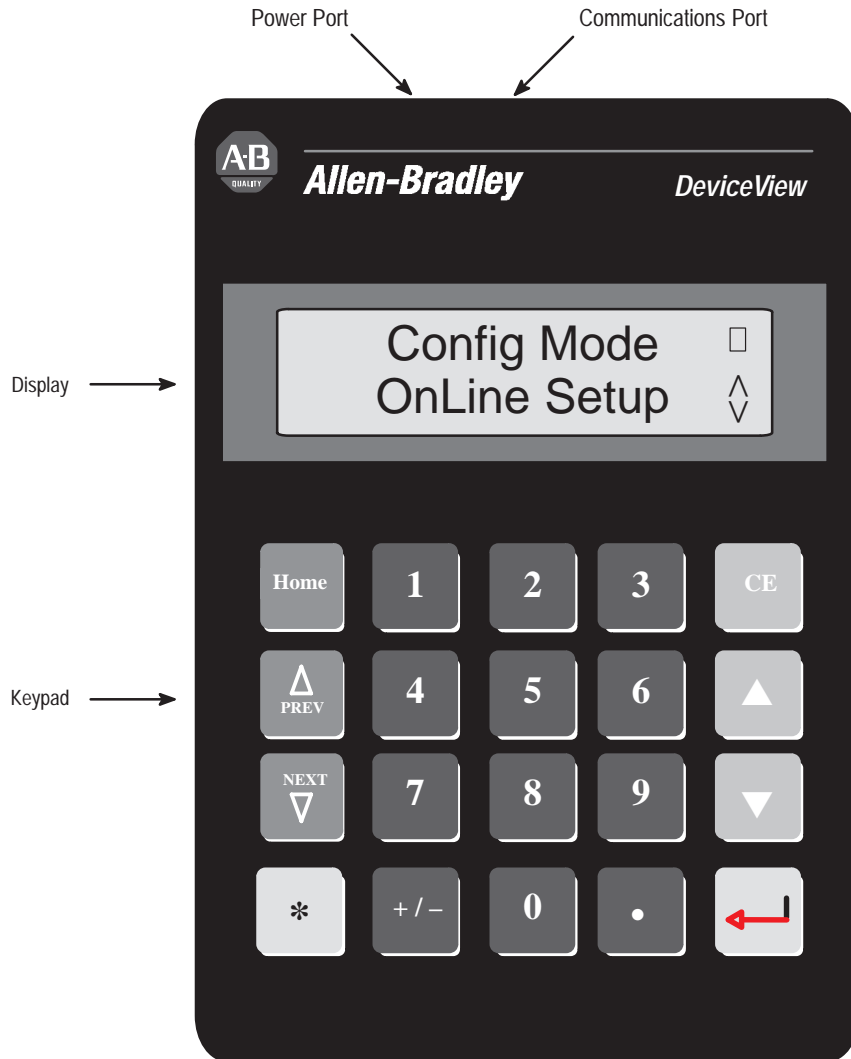 Power Port
Communications Port
A·B
QUALITY
Allen-Bradley
DeviceView
Display
Config Mode
OnLine Setup
Home 1 2 3 CE
Keypad
PREV 4 5 6
NEXT 7 8 9
* + / – 0 •